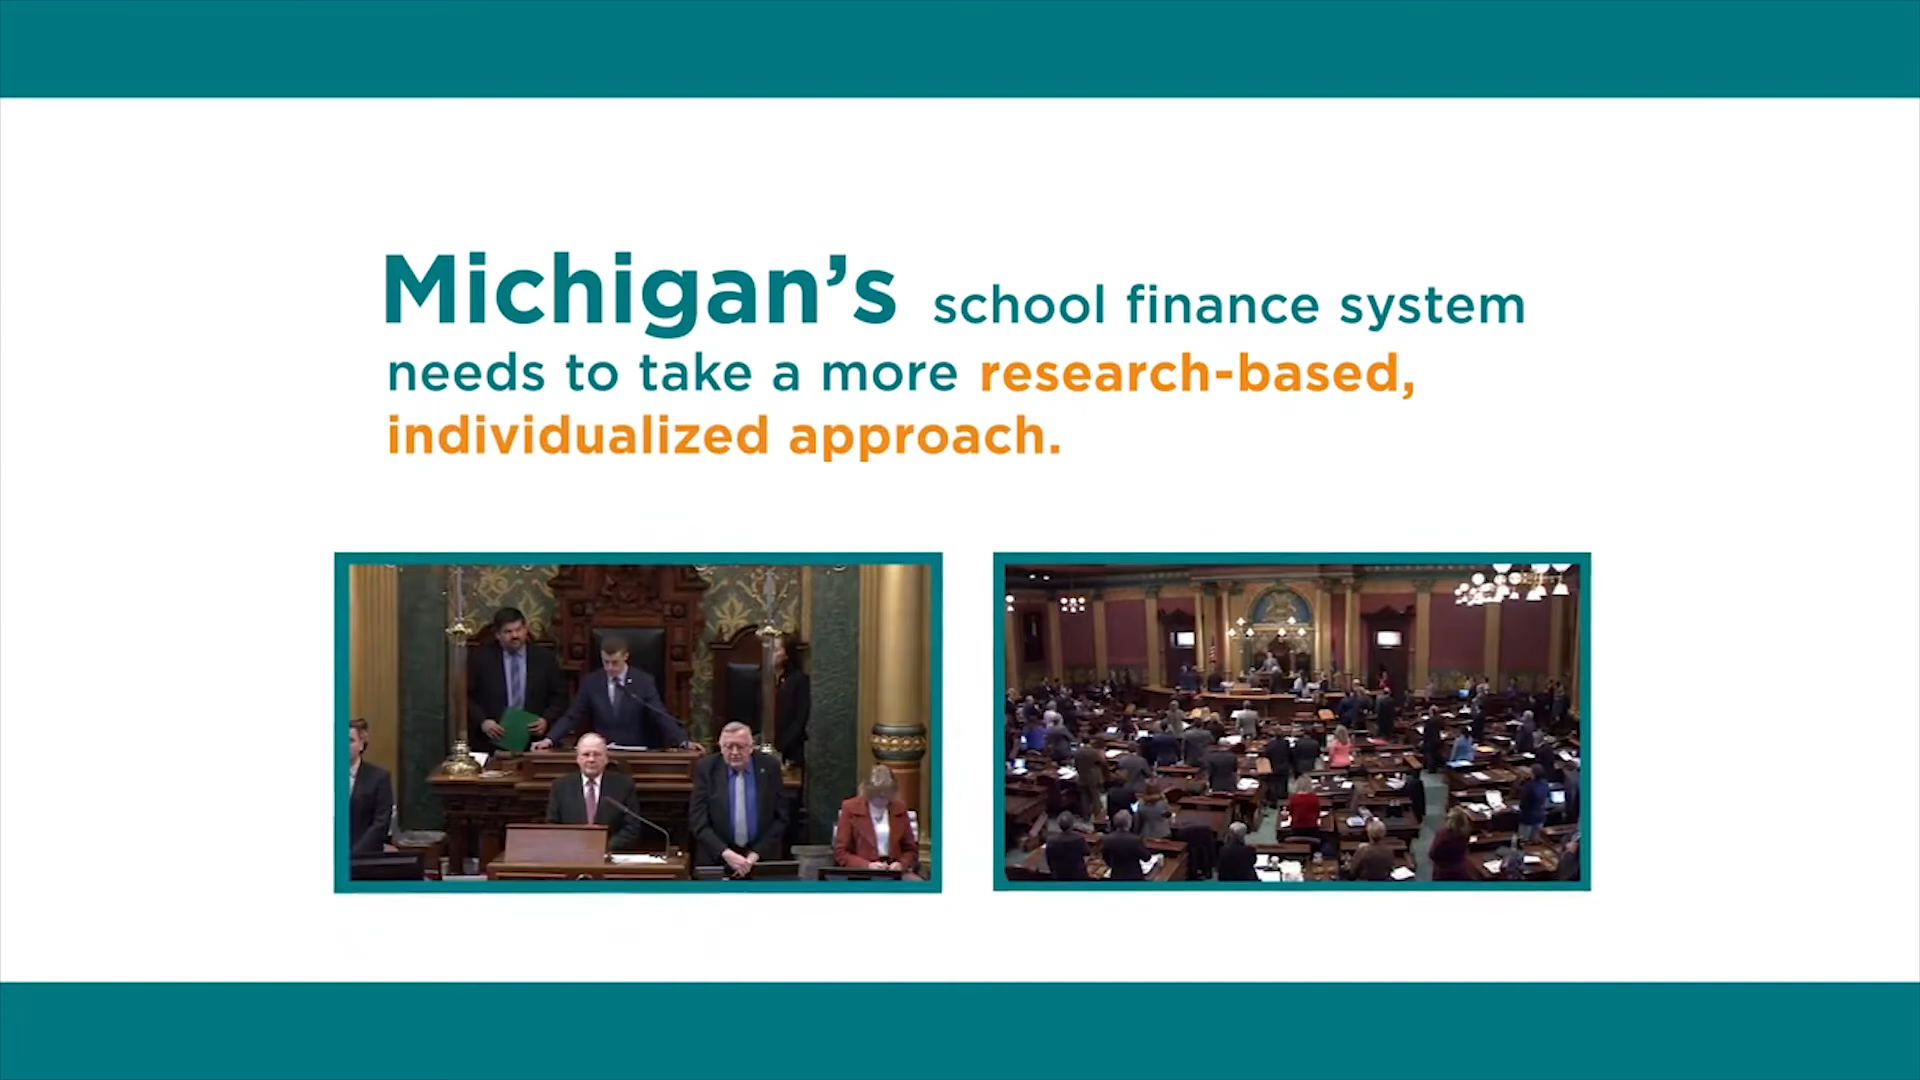 Michigan’s school finance system
needs to take a more research-based,
individualized approach.